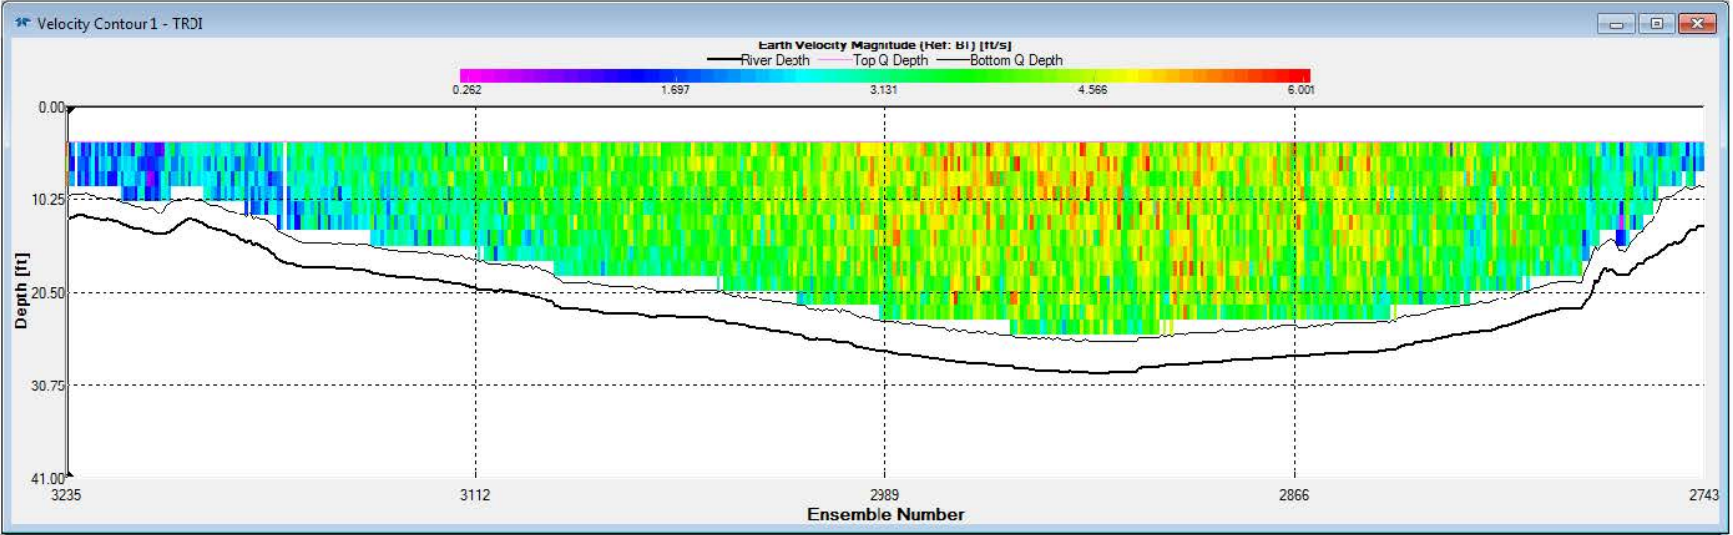 Velocity Contour 1 - TRDI
Earth Velocity Magnitude (Ref: BT) [ft/s]
River Depth Top Q Depth Bottom Q Depth
0.262 1.697 3.131 4.566 6.001
0.00
10.25
20.50
30.75
41.00
Depth [ft]
3235 3112 2989 2866 2743
Ensemble Number